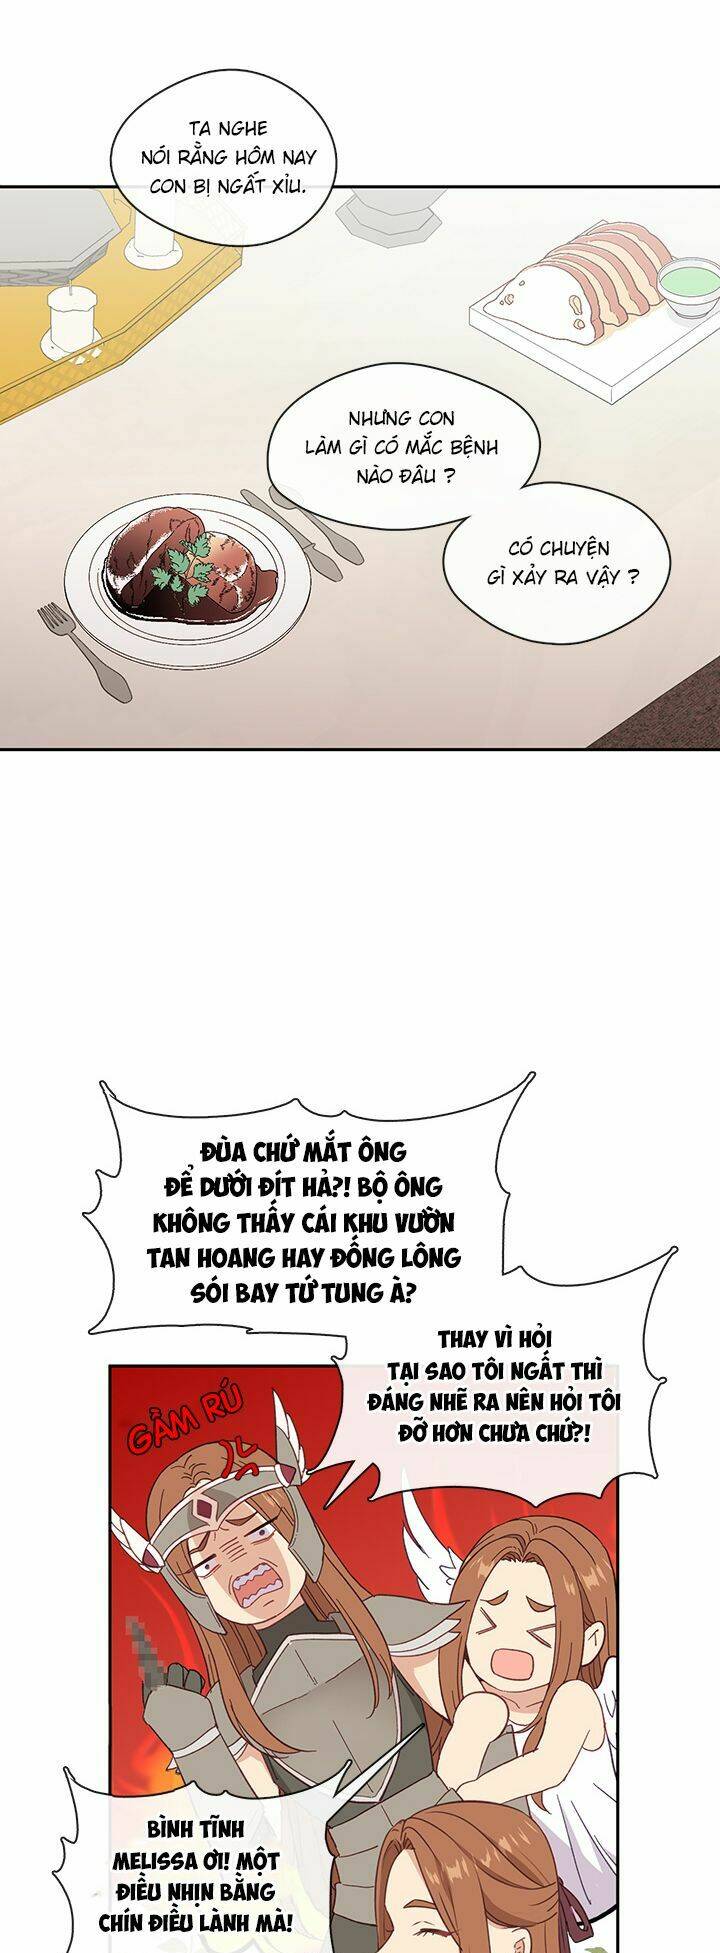 TA NGHE
NÓI RẰNG HÔM NAY
CON BỊ NGẤT XỈU.
NHƯNG CON
LÀM GÌ CÓ MẮC BỆNH
NÀO ĐÂU ?
CÓ CHUYỆN
GÌ XẢY RA VẬY ?
ĐÙA CHỨ MẮT ÔNG
ĐỂ DƯỚI ĐÍT HẢ?! BỘ ÔNG
KHÔNG THẤY CÁI KHU VƯỜN
TAN HOANG HAY ĐỐNG LÔNG
SÓI BAY TỨ TUNG À?
THAY VÌ HỎI
TẠI SAO TÔI NGẤT THÌ
ĐÁNG NHẼ RA NÊN HỎI TÔI
ĐỠ HƠN CHƯA CHỨ?!
GẦM RÚ
BÌNH TĨNH
MELISSA ƠI! MỘT
ĐIỀU NHỊN BẰNG
CHÍN ĐIỀU LÀNH MÀ!